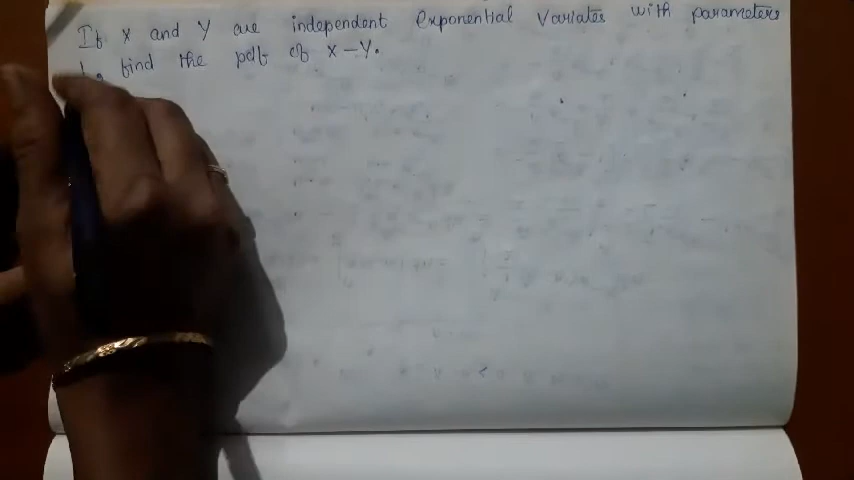 If X and Y are independent Exponential Variates with parameters
find the pdf of X - Y.